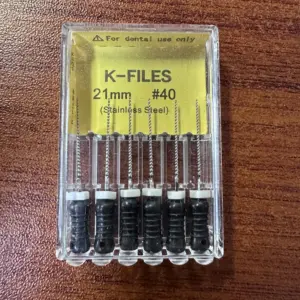 ⚠ For dental use only
K-FILES
21mm #40
(Stainless Steel)